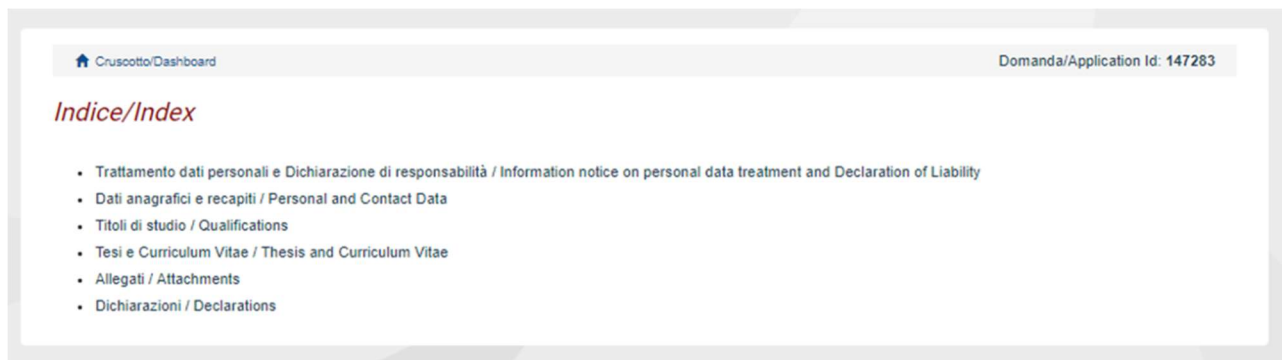 Cruscotto/Dashboard
Domanda/Application Id: 147283
Indice/Index
Trattamento dati personali e Dichiarazione di responsabilità / Information notice on personal data treatment and Declaration of Liability
Dati anagrafici e recapiti / Personal and Contact Data
Titoli di studio / Qualifications
Tesi e Curriculum Vitae / Thesis and Curriculum Vitae
Allegati / Attachments
Dichiarazioni / Declarations